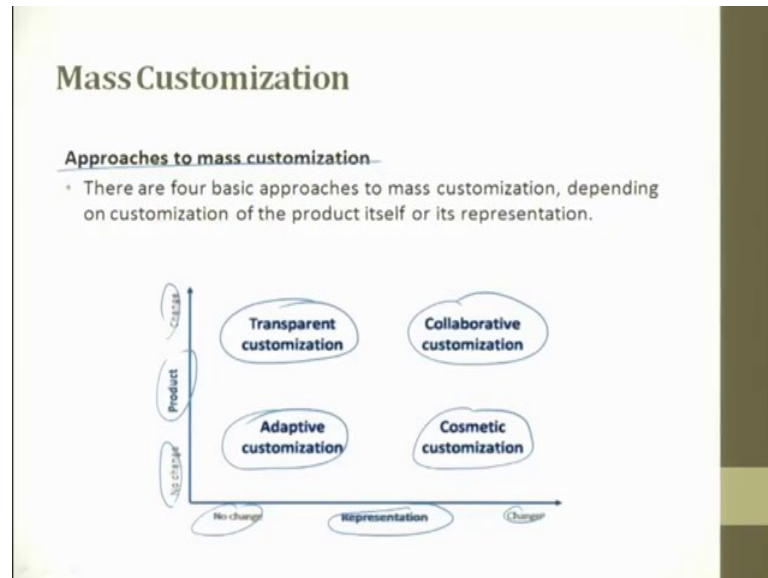 Mass Customization
Approaches to mass customization
There are four basic approaches to mass customization, depending
on customization of the product itself or its representation.
Change
Transparent
customization
Collaborative
customization
Product
Adaptive
customization
Cosmetic
customization
No change
No change
Representation
Change